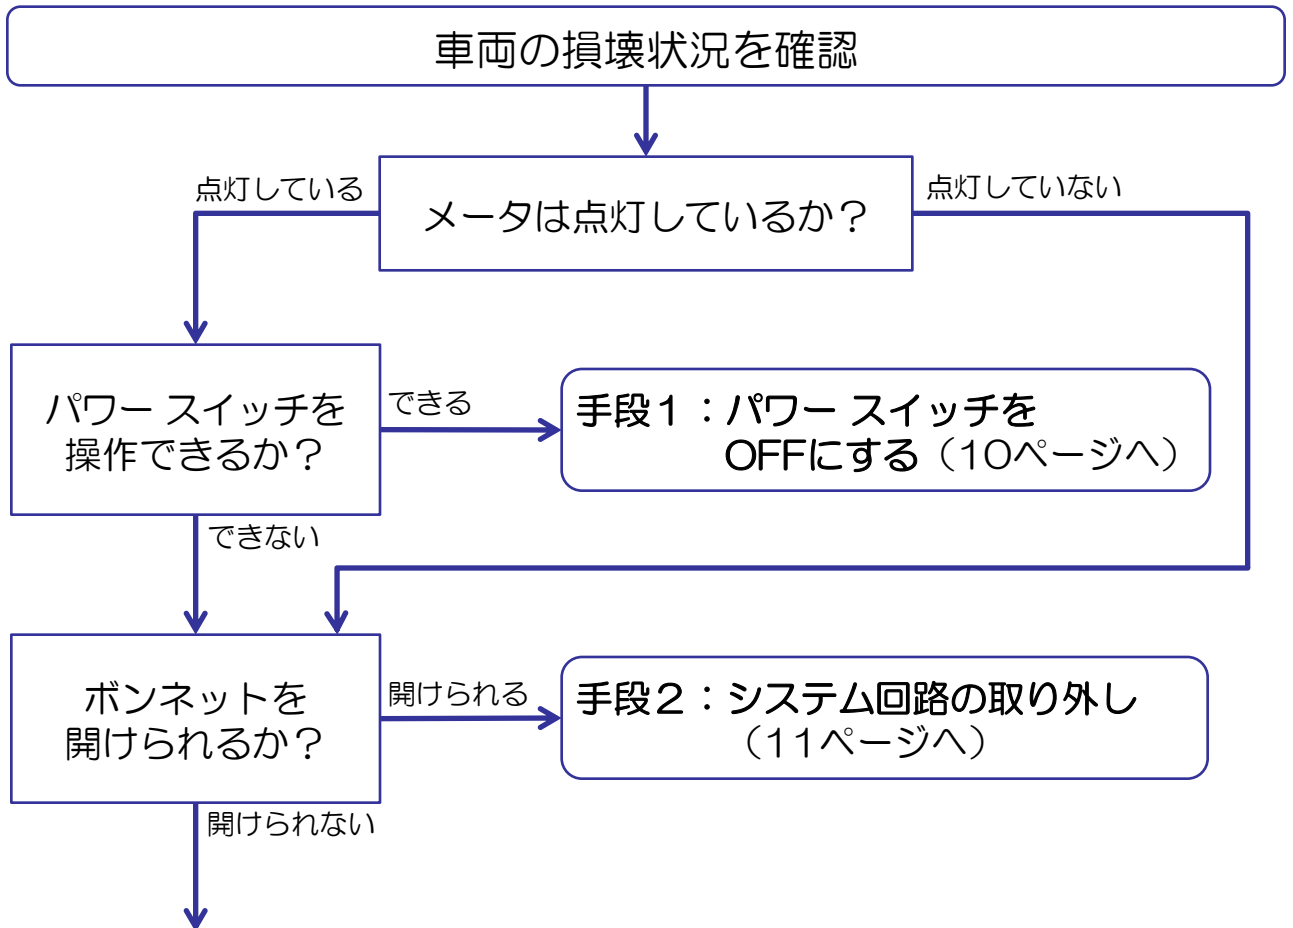 車両の損壊状況を確認
点灯している
点灯していない
メータは点灯しているか？
パワー スイッチを
操作できるか？
できる
手段１：パワー スイッチを
OFFにする（10ページへ）
できない
ボンネットを
開けられるか？
開けられる
手段２：システム回路の取り外し
（11ページへ）
開けられない